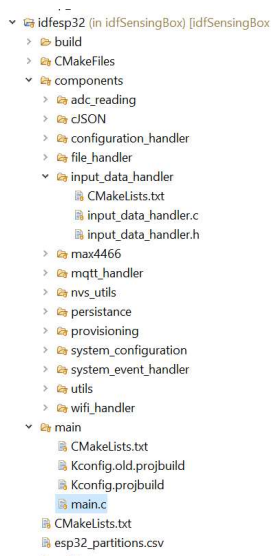 idfesp32 (in idfSensingBox) [idfSensingBox
build
CMakeFiles
components
adc_reading
cJSON
configuration_handler
file_handler
input_data_handler
CMakeLists.txt
input_data_handler.c
input_data_handler.h
max4466
mqtt_handler
nvs_utils
persistance
provisioning
system_configuration
system_event_handler
utils
wifi_handler
main
CMakeLists.txt
Kconfig.old.projbuild
Kconfig.projbuild
main.c
CMakeLists.txt
esp32_partitions.csv